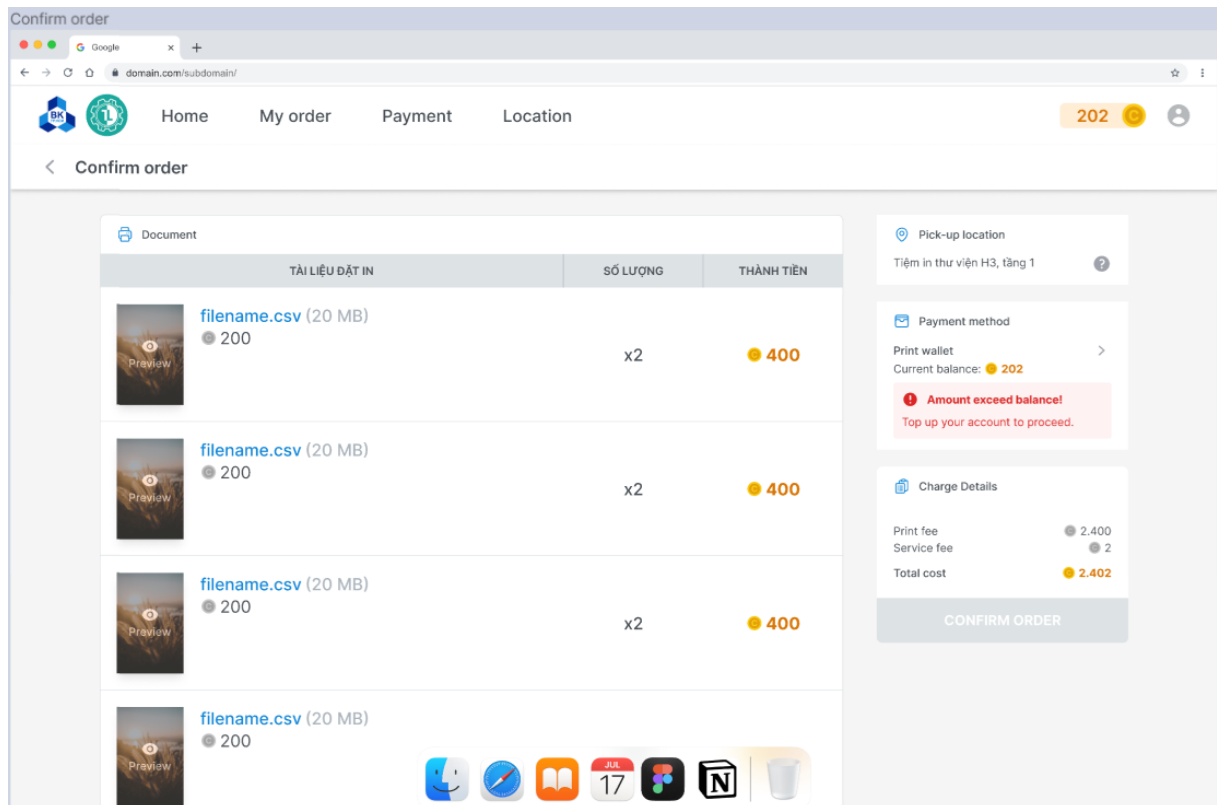 Confirm order
Google
domain.com/subdomain/
BK
Home
My order
Payment
Location
202
Confirm order
Document
TÀI LIỆU ĐẶT IN
SỐ LƯỢNG
THÀNH TIỀN
filename.csv (20 MB)
200
Preview
x2
400
filename.csv (20 MB)
200
Preview
x2
400
filename.csv (20 MB)
200
Preview
x2
400
filename.csv (20 MB)
200
Preview
Pick-up location
Tiệm in thư viện H3, tầng 1
Payment method
Print wallet
Current balance: 202
Amount exceed balance!
Top up your account to proceed.
Charge Details
Print fee 2.400
Service fee 2
Total cost 2.402
CONFIRM ORDER
JUL
17
N